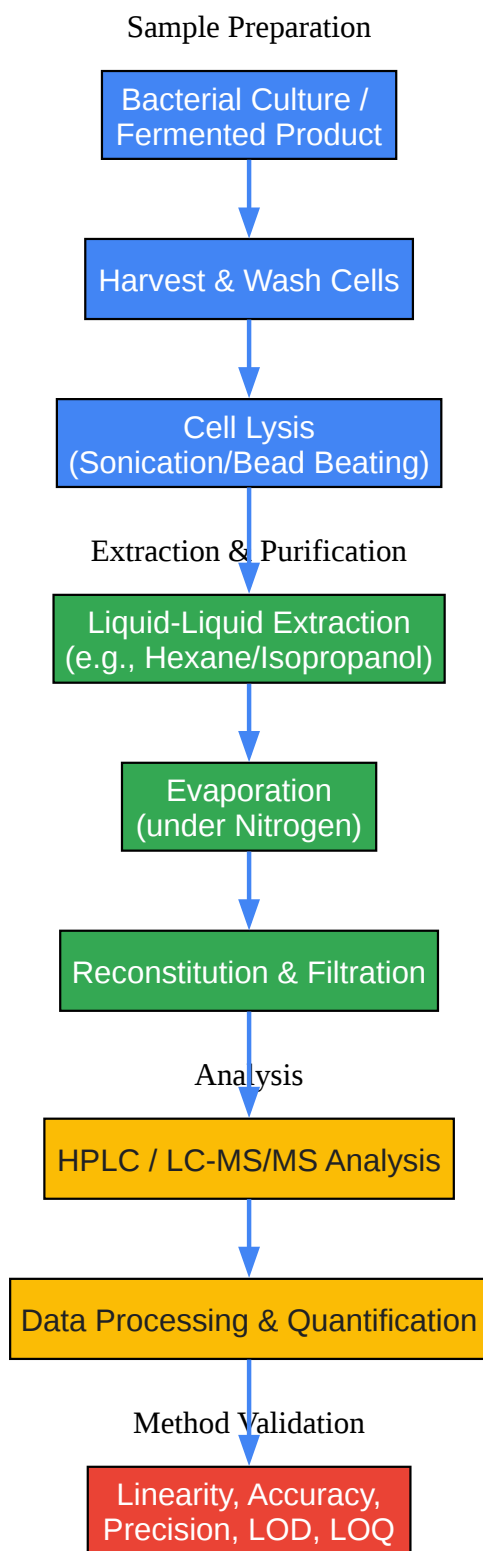 Sample Preparation
Bacterial Culture /
Fermented Product
Harvest & Wash Cells
Cell Lysis
(Sonication/Bead Beating)
Extraction & Purification
Liquid-Liquid Extraction
(e.g., Hexane/Isopropanol)
Evaporation
(under Nitrogen)
Reconstitution & Filtration
Analysis
HPLC / LC-MS/MS Analysis
Data Processing & Quantification
Method Validation
Linearity, Accuracy,
Precision, LOD, LOQ